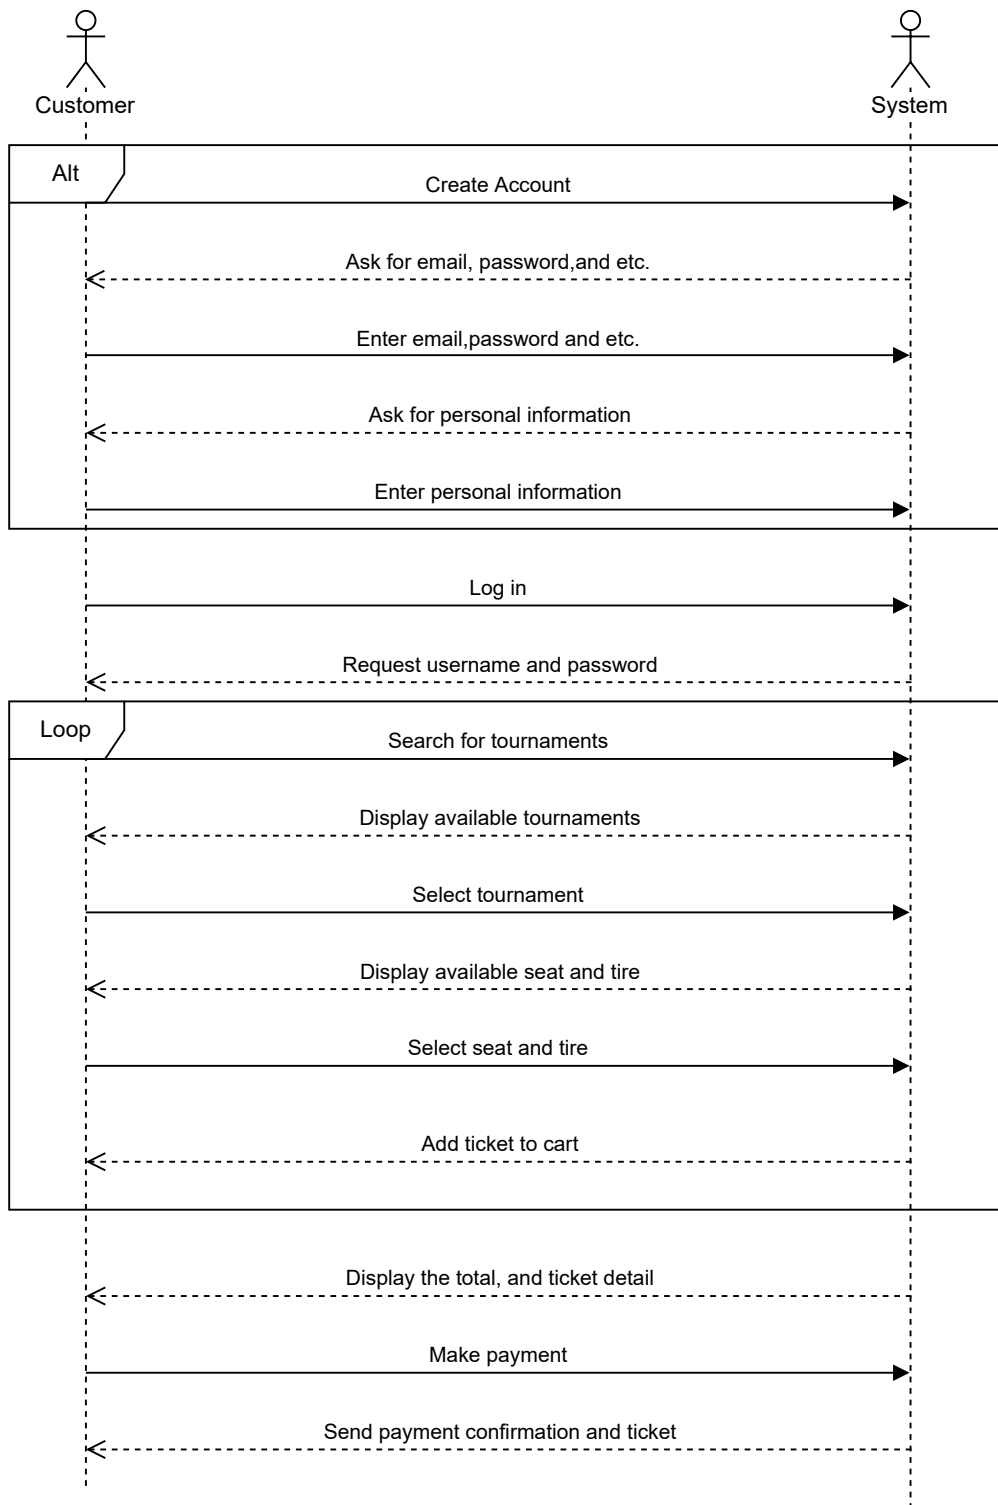 Customer
System
Alt
Create Account
Ask for email, password,and etc.
Enter email,password and etc.
Ask for personal information
Enter personal information
Log in
Request username and password
Loop
Search for tournaments
Display available tournaments
Select tournament
Display available seat and tire
Select seat and tire
Add ticket to cart
Display the total, and ticket detail
Make payment
Send payment confirmation and ticket